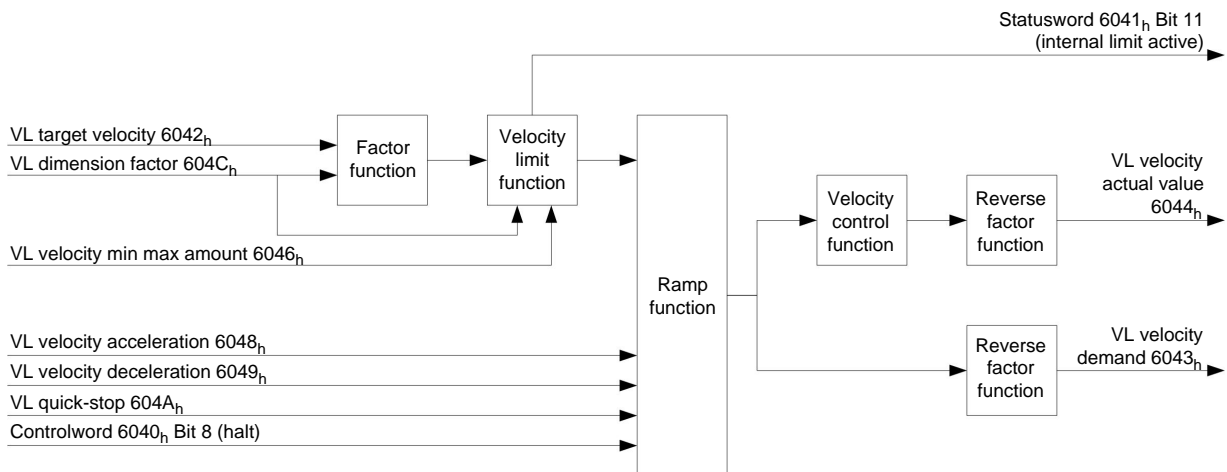 Statusword 6041h Bit 11
(internal limit active)
VL target velocity 6042h
VL dimension factor 604Ch
Factor
function
Velocity
limit
function
VL velocity min max amount 6046h
Ramp
function
Velocity
control
function
Reverse
factor
function
VL velocity
actual value
6044h
VL velocity acceleration 6048h
VL velocity deceleration 6049h
VL quick-stop 604Ah
Controlword 6040h Bit 8 (halt)
Reverse
factor
function
VL velocity
demand 6043h